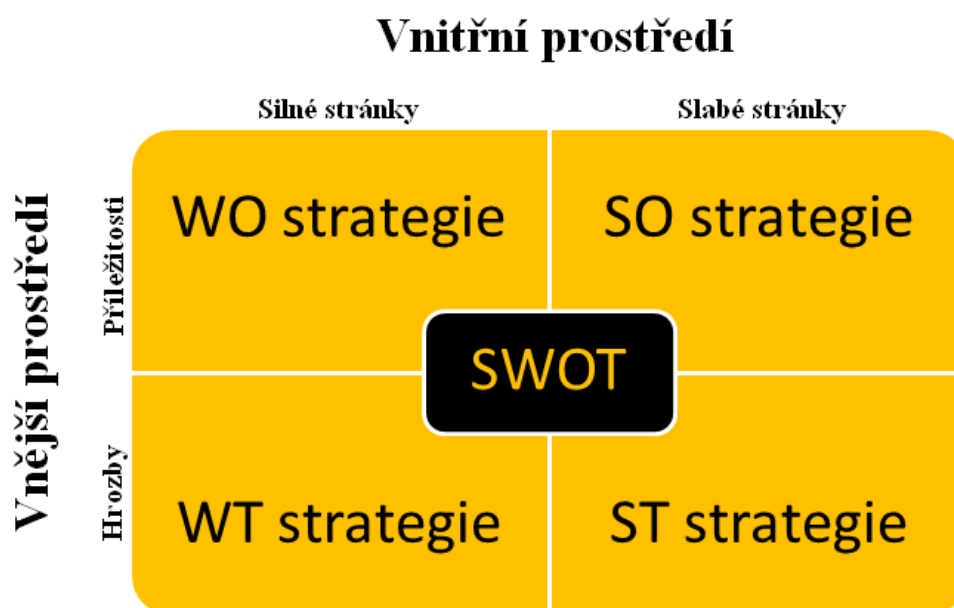 Vnitřní prostředí
Silné stránky
Slabé stránky
Vnější prostředí
Příležitosti
WO strategie
SO strategie
SWOT
Hrozby
WT strategie
ST strategie